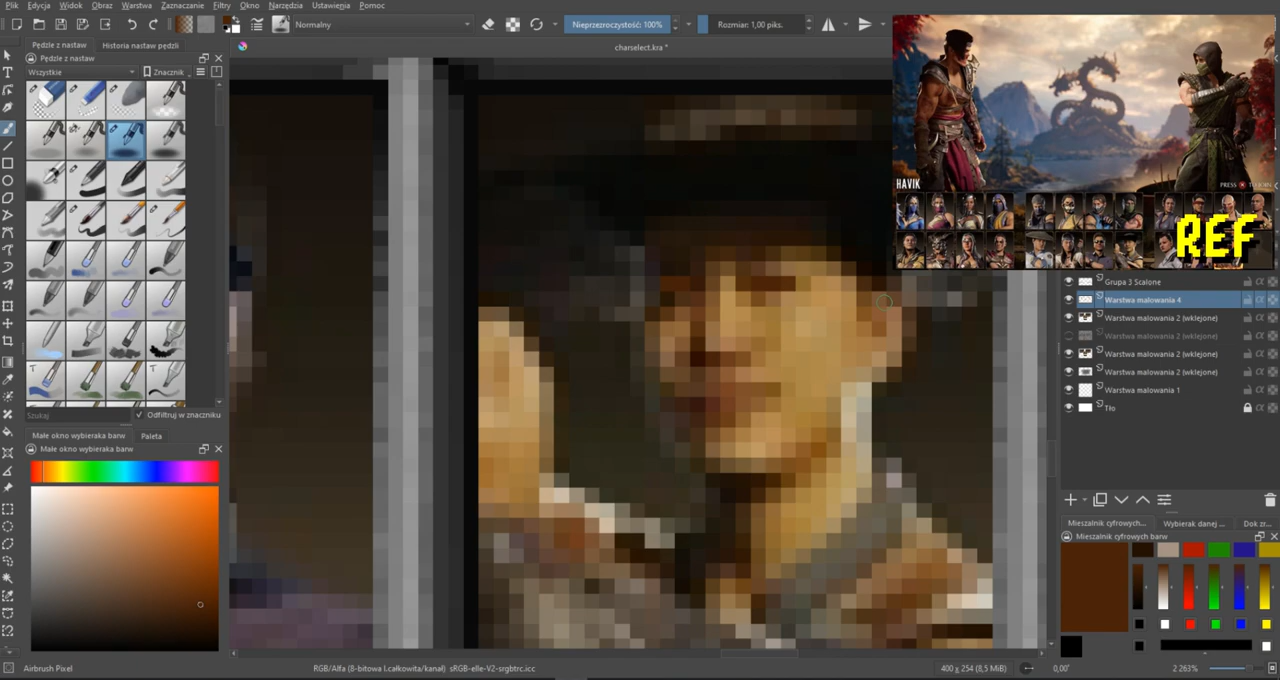 Plik Edycja Widok Obraz Warstwa Zaznaczanie Filtry Okno Narzędzia Ustawienia Pomoc
Normalny
Nieprzezroczystość: 100%
Rozmiar: 1,00 piks.
Pędzle z nastaw Historia nastaw pędzli
charselect.kra *
Pędzle z nastaw
Wszystkie
Znacznik
HAVIK
REF
Grupa 3 Scalone
Warstwa malowania 4
Warstwa malowania 2 (wklejone)
Warstwa malowania 2 (wklejone)
Warstwa malowania 2 (wklejone)
Warstwa malowania 2 (wklejone)
Warstwa malowania 1
Tło
Szukaj
Odfiltruj w znaczniku
Małe okno wybieraka barw Paleta
Małe okno wybieraka barw
Mieszalnik cyfrowych... Wybierak danej ... Dok zr...
Mieszalnik cyfrowych barw
Airbrush Pixel
RGB/Alfa (8-bitowa l.całkowita/kanał) sRGB-elle-V2-srgbtrc.icc
400 x 254 (8,5 MiB)
0,00°
2 263%